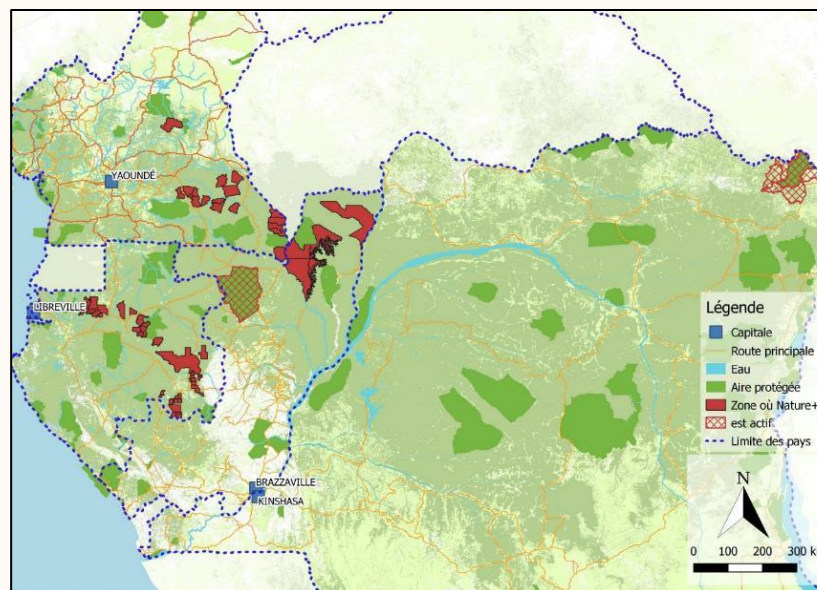 YAOUNDÉ
LIBREVILLE
BRAZZAVILLE
KINSHASA
Légende
Capitale
Route principale
Eau
Aire protégée
Zone où Nature+
est actif
Limite des pays
N
0 100 200 300 k